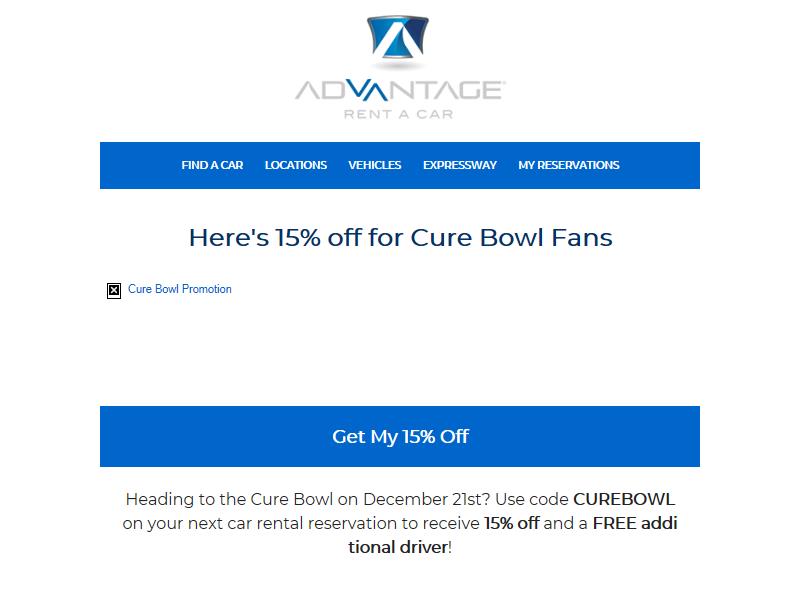 ADVANTAGE
RENT A CAR
FIND A CAR LOCATIONS VEHICLES EXPRESSWAY MY RESERVATIONS
Here's 15% off for Cure Bowl Fans
Cure Bowl Promotion
Get My 15% Off
Heading to the Cure Bowl on December 21st? Use code CUREBOWL
on your next car rental reservation to receive 15% off and a FREE addi
tional driver!